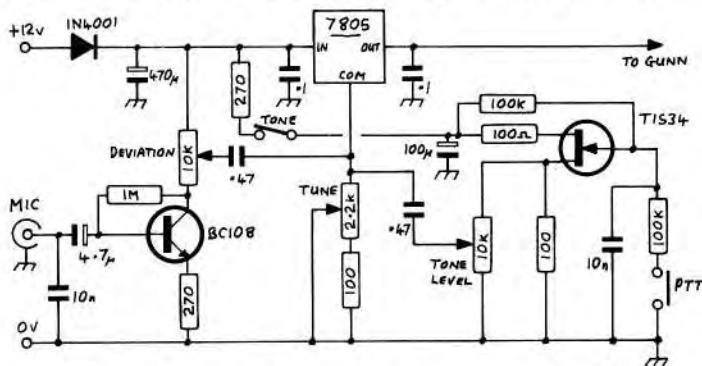 +12v
1N4001
7805
IN
OUT
COM
TO GUNN
470µ
270
·1
·1
TONE
100K
100Ω
TIS34
DEVIATION
10K
·47
100µ
MIC
1M
BC108
TUNE
2.2k
·47
10K
TONE
LEVEL
100
10n
100K
4.7µ
10n
270
100
PTT
0V